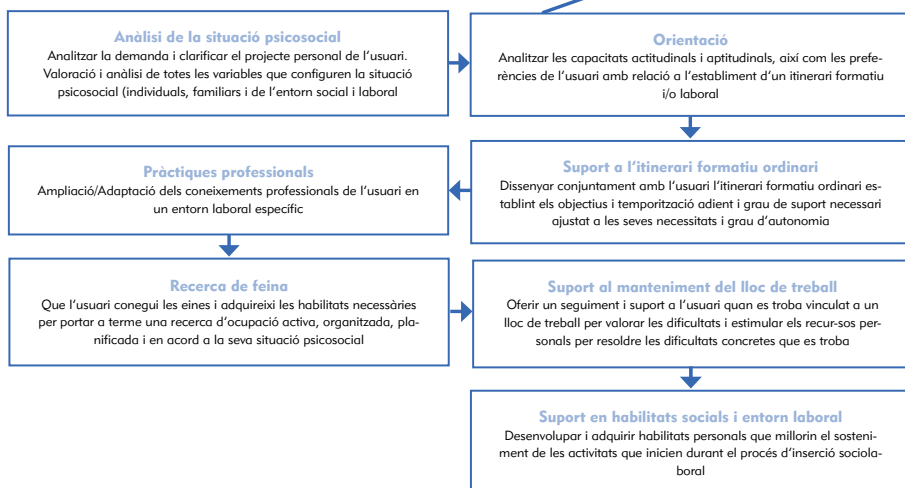 Anàlisi de la situació psicosocial
Analitzar la demanda i clarificar el projecte personal de l'usuari.
Valoració i anàlisi de totes les variables que configuren la situació
psicosocial (individuals, familiars i de l'entorn social i laboral
Orientació
Analitzar les capacitats actitudinals i aptitudinals, així com les prefe-
rències de l'usuari amb relació a l'establiment d'un itinerari formatiu
i/o laboral
Suport a l'itinerari formatiu ordinari
Dissenyar conjuntament amb l'usuari l'itinerari formatiu ordinari es-
tablint els objectius i temporització adient i grau de suport necessari
ajustat a les seves necessitats i grau d'autonomia
Pràctiques professionals
Ampliació/Adaptació dels coneixements professionals de l'usuari en
un entorn laboral específic
Recerca de feina
Que l'usuari conegui les eines i adquireixi les habilitats necessàries
per portar a terme una recerca d'ocupació activa, organitzada, pla-
nificada i en acord a la seva situació psicosocial
Suport al manteniment del lloc de treball
Oferir un seguiment i suport a l'usuari quan es troba vinculat a un
lloc de treball per valorar les dificultats i estimular els recur-sos per-
sonals per resoldre les dificultats concretes que es troba
Suport en habilitats socials i entorn laboral
Desenvolupar i adquirir habilitats personals que millorin el sosteni-
ment de les activitats que inicien durant el procés d'inserció sociola-
boral